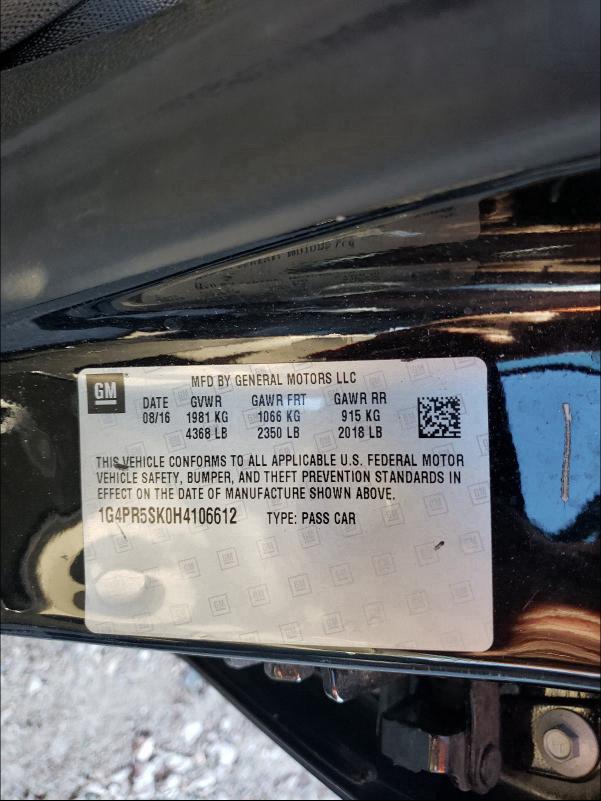 GM
MFD BY GENERAL MOTORS LLC
DATE GVWR GAWR FRT GAWR RR
08/16 1981 KG 1066 KG 915 KG
4368 LB 2350 LB 2018 LB
THIS VEHICLE CONFORMS TO ALL APPLICABLE U.S. FEDERAL MOTOR
VEHICLE SAFETY, BUMPER, AND THEFT PREVENTION STANDARDS IN
EFFECT ON THE DATE OF MANUFACTURE SHOWN ABOVE.
1G4PR5SK0H4106612 TYPE: PASS CAR